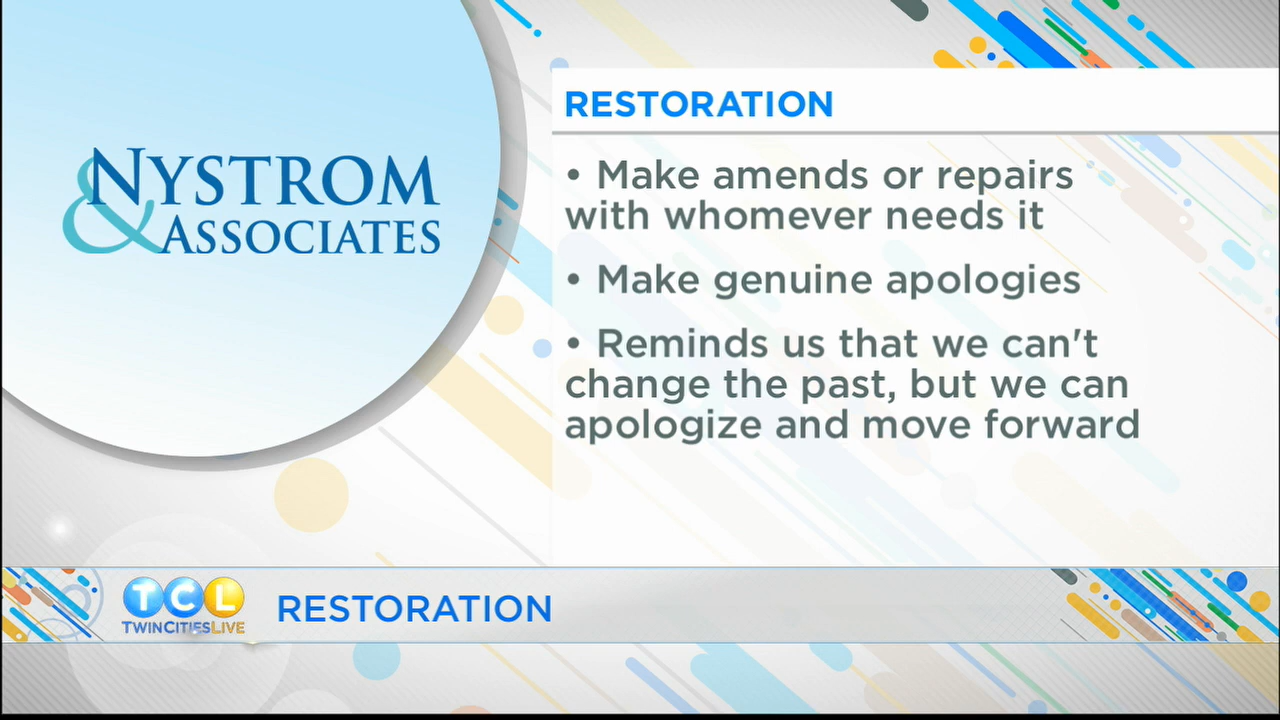 NYSTROM
& ASSOCIATES
RESTORATION
• Make amends or repairs
with whomever needs it
• Make genuine apologies
• Reminds us that we can't
change the past, but we can
apologize and move forward
TCL
TWINCITIESLIVE
RESTORATION